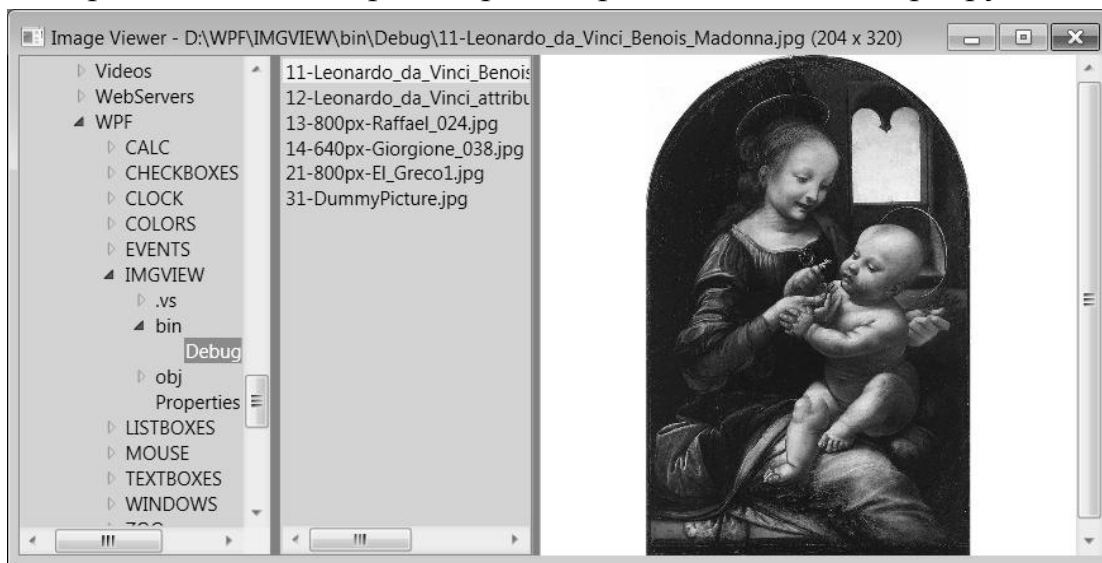 Image Viewer - D:\WPF\IMGVIEW\bin\Debug\11-Leonardo_da_Vinci_Benois_Madonna.jpg (204 x 320)
Videos
WebServers
WPF
CALC
CHECKBOXES
CLOCK
COLORS
EVENTS
IMGVIEW
.vs
bin
Debug
obj
Properties
LISTBOXES
MOUSE
TEXTBOXES
WINDOWS
11-Leonardo_da_Vinci_Benois
12-Leonardo_da_Vinci_attribu
13-800px-Raffael_024.jpg
14-640px-Giorgione_038.jpg
21-800px-El_Greco1.jpg
31-DummyPicture.jpg